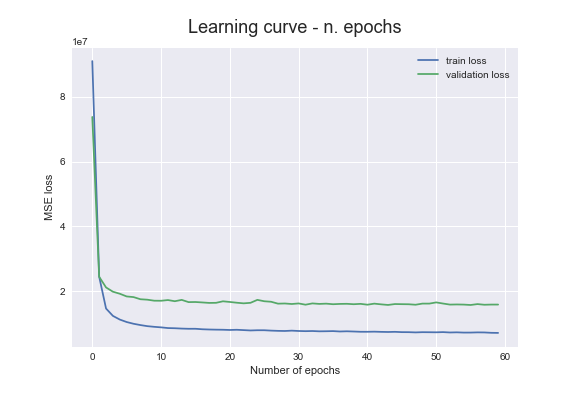 Learning curve - n. epochs
1e7
train loss
validation loss
8
6
4
2
MSE loss
0
10
20
30
40
50
60
Number of epochs